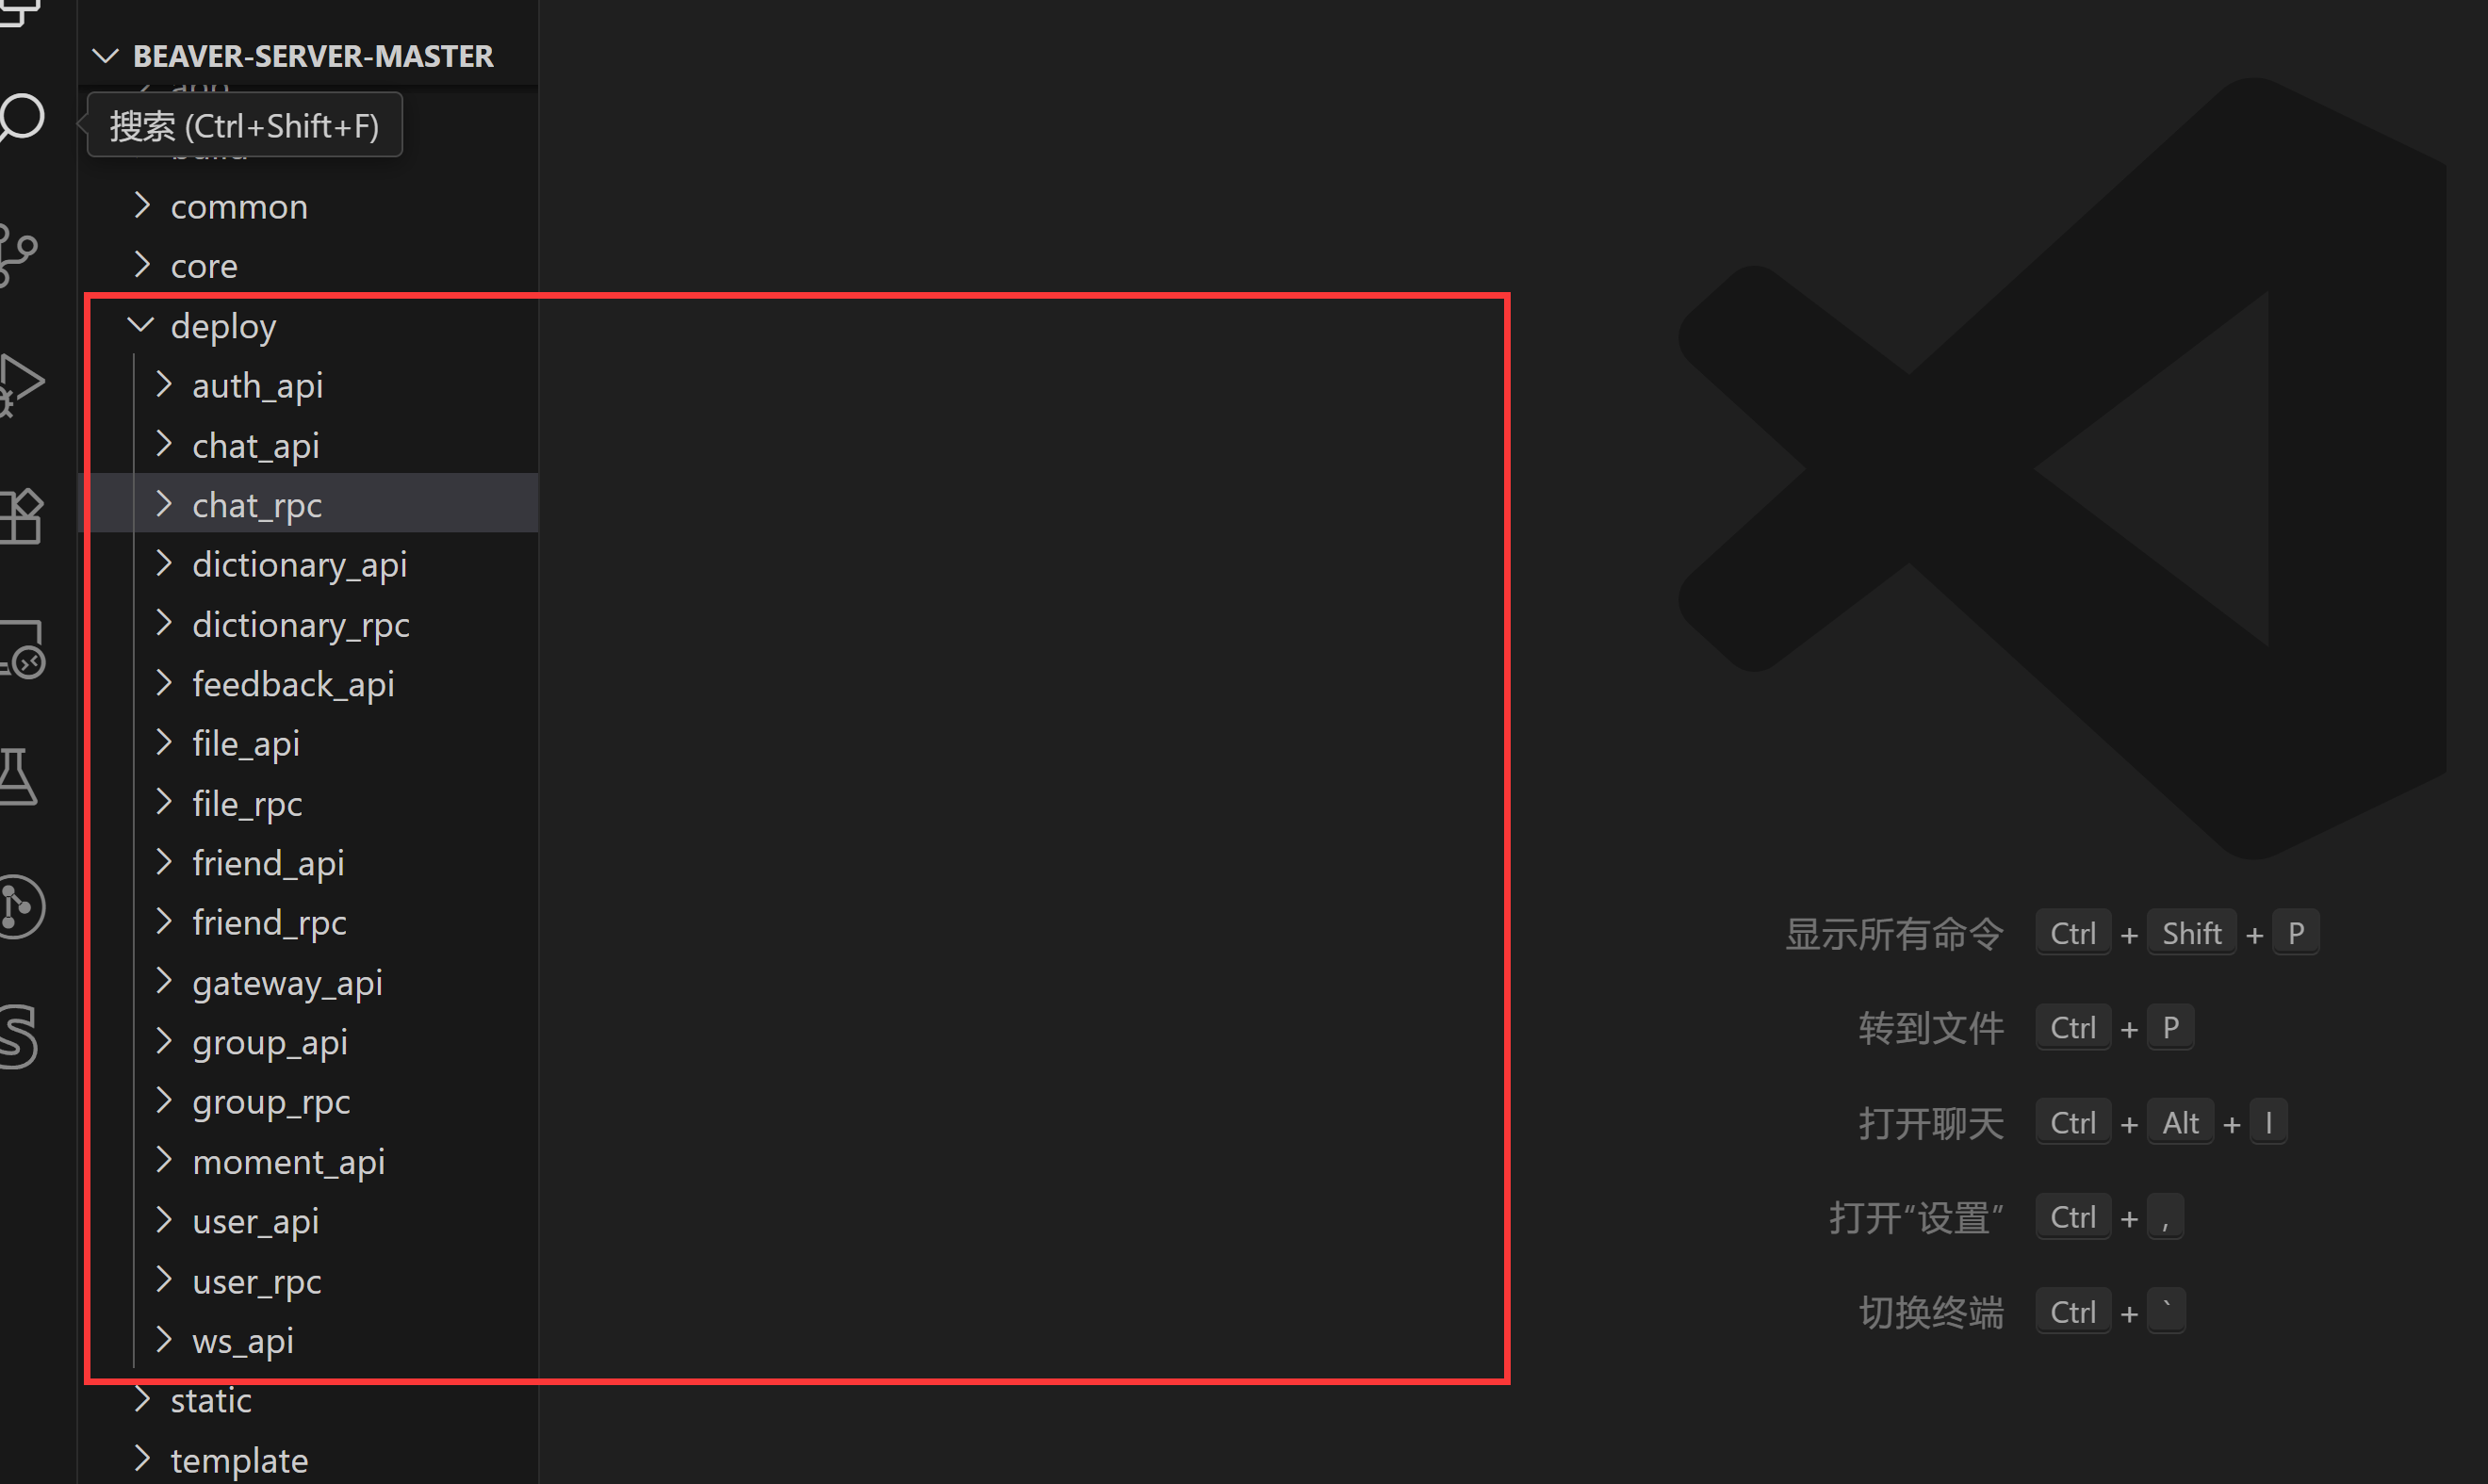 BEAVER-SERVER-MASTER
搜索 (Ctrl+Shift+F)
common
core
deploy
auth_api
chat_api
chat_rpc
dictionary_api
dictionary_rpc
feedback_api
file_api
file_rpc
friend_api
friend_rpc
gateway_api
group_api
group_rpc
moment_api
user_api
user_rpc
ws_api
static
template
显示所有命令 Ctrl + Shift + P
转到文件 Ctrl + P
打开聊天 Ctrl + Alt + I
打开“设置” Ctrl + ,
切换终端 Ctrl + `